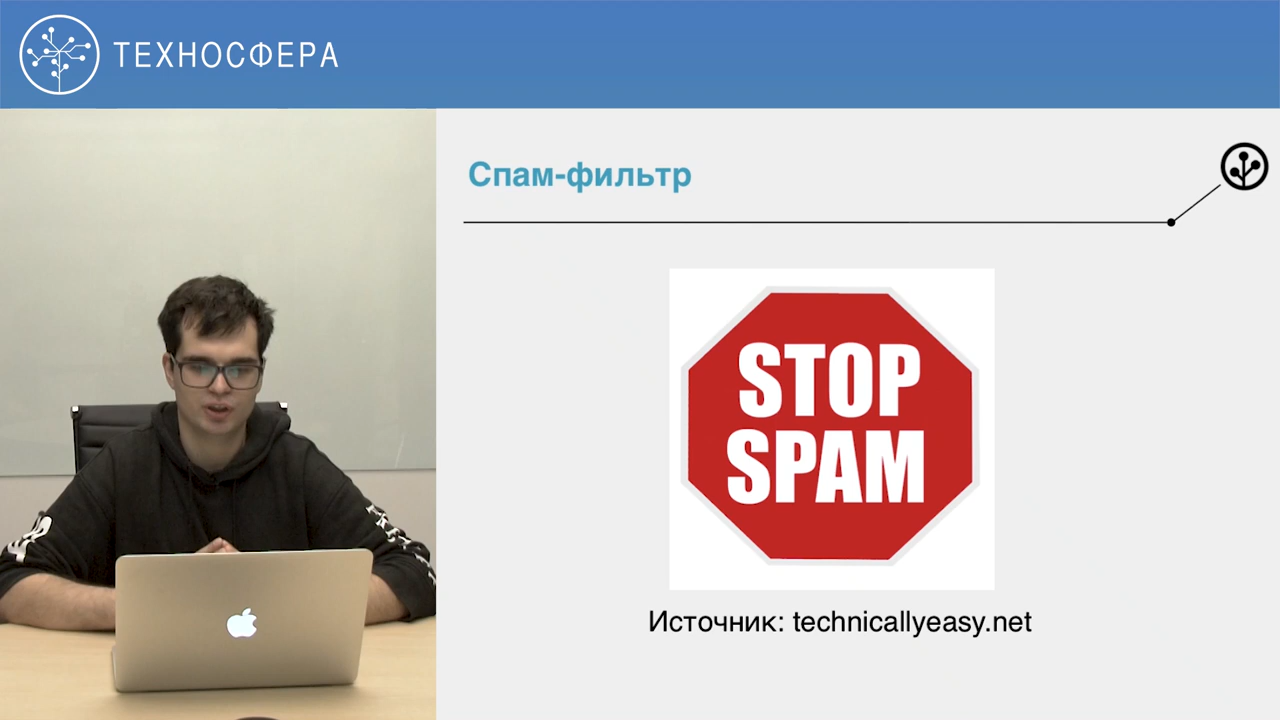 ТЕХНОСФЕРА
Спам-фильтр
STOP
SPAM
Источник: technicallyeasy.net